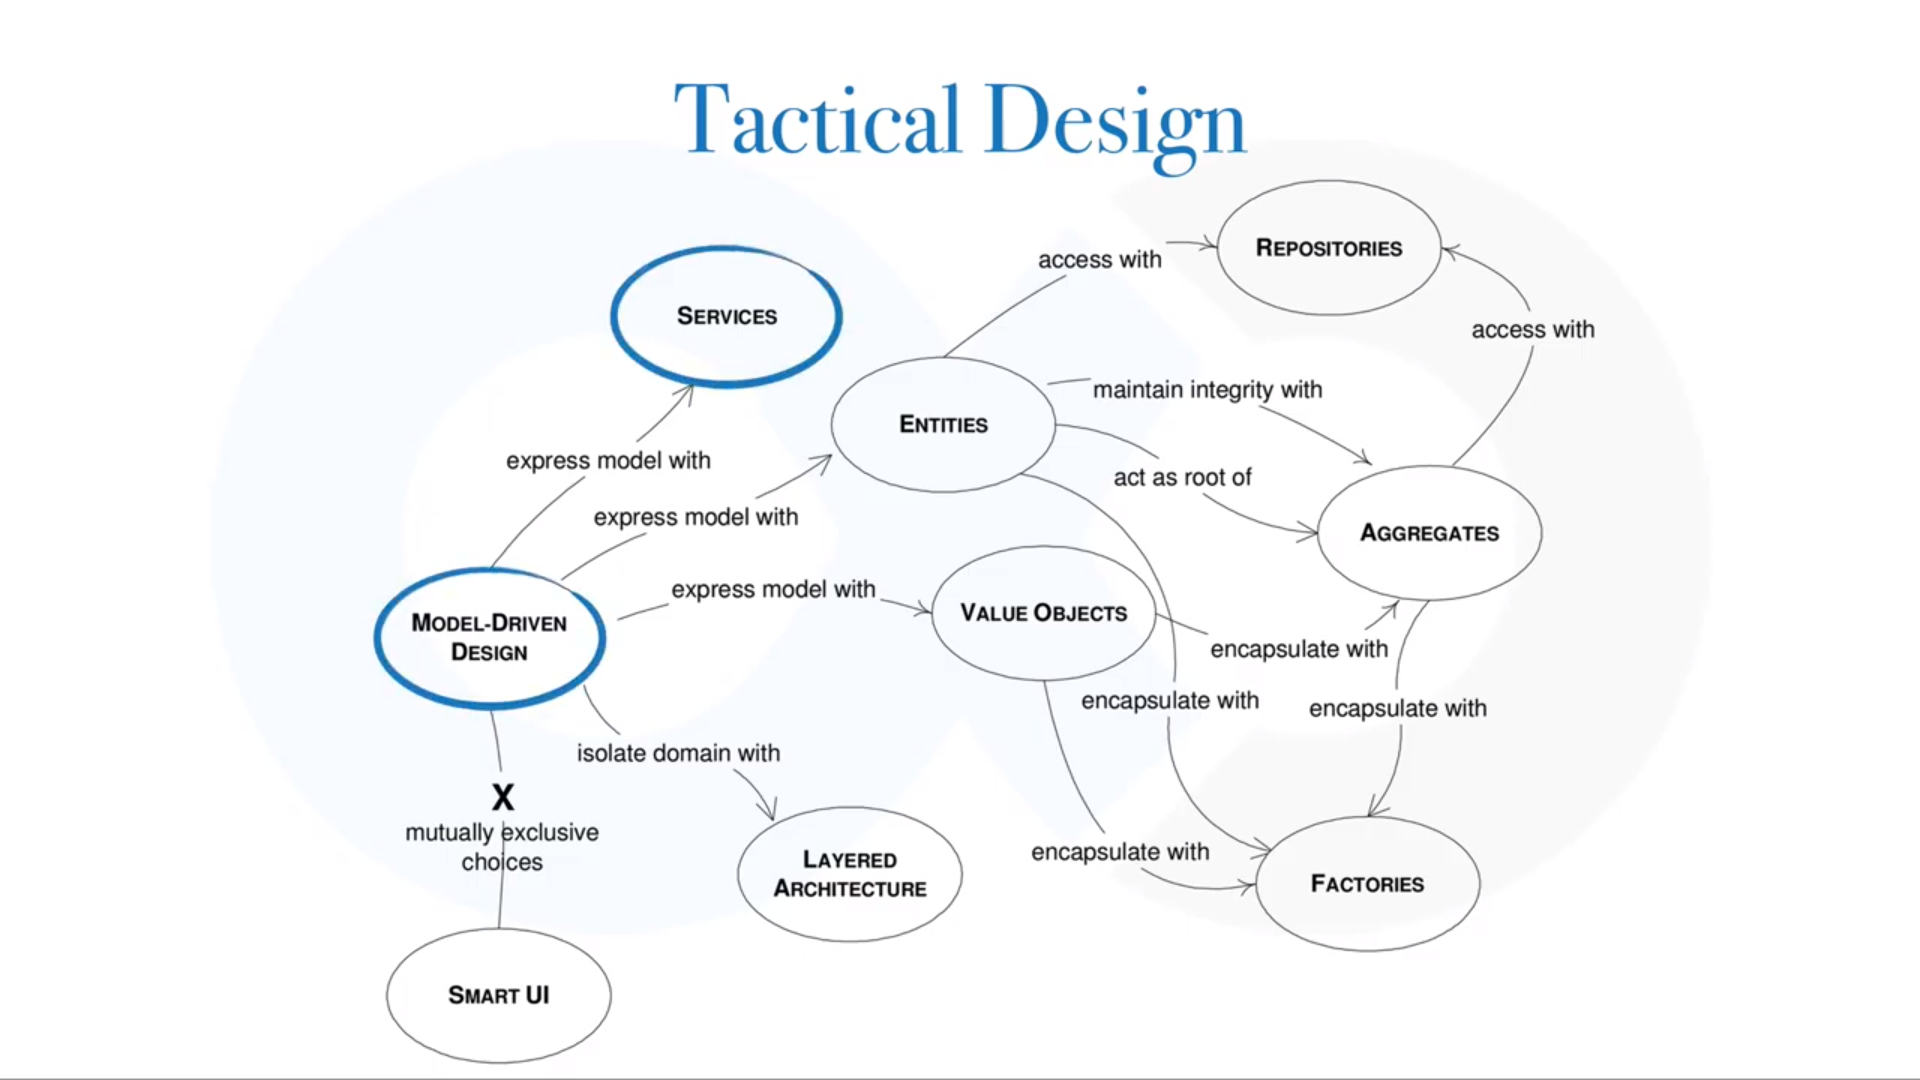 Tactical Design
REPOSITORIES
access with
SERVICES
access with
maintain integrity with
ENTITIES
express model with
act as root of
express model with
AGGREGATES
express model with
VALUE OBJECTS
MODEL-DRIVEN
DESIGN
encapsulate with
encapsulate with
encapsulate with
isolate domain with
X
mutually exclusive
choices
encapsulate with
LAYERED
ARCHITECTURE
FACTORIES
SMART UI